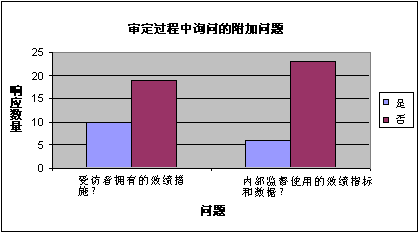 审定过程中询问的附加问题
响应数量
25
20
15
10
5
0
受访者拥有的效绩措
施？
内部监督使用的效绩指标
和数据？
问题
是
否